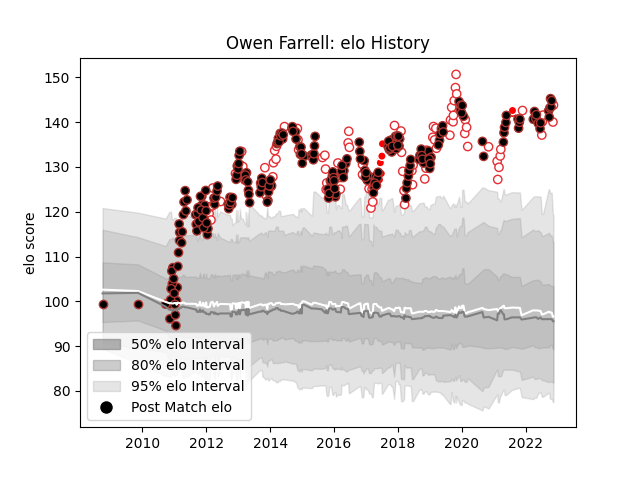 Owen Farrell: elo History
elo score
150
140
130
120
110
100
90
80
50% elo Interval
80% elo Interval
95% elo Interval
Post Match elo
2010 2012 2014 2016 2018 2020 2022